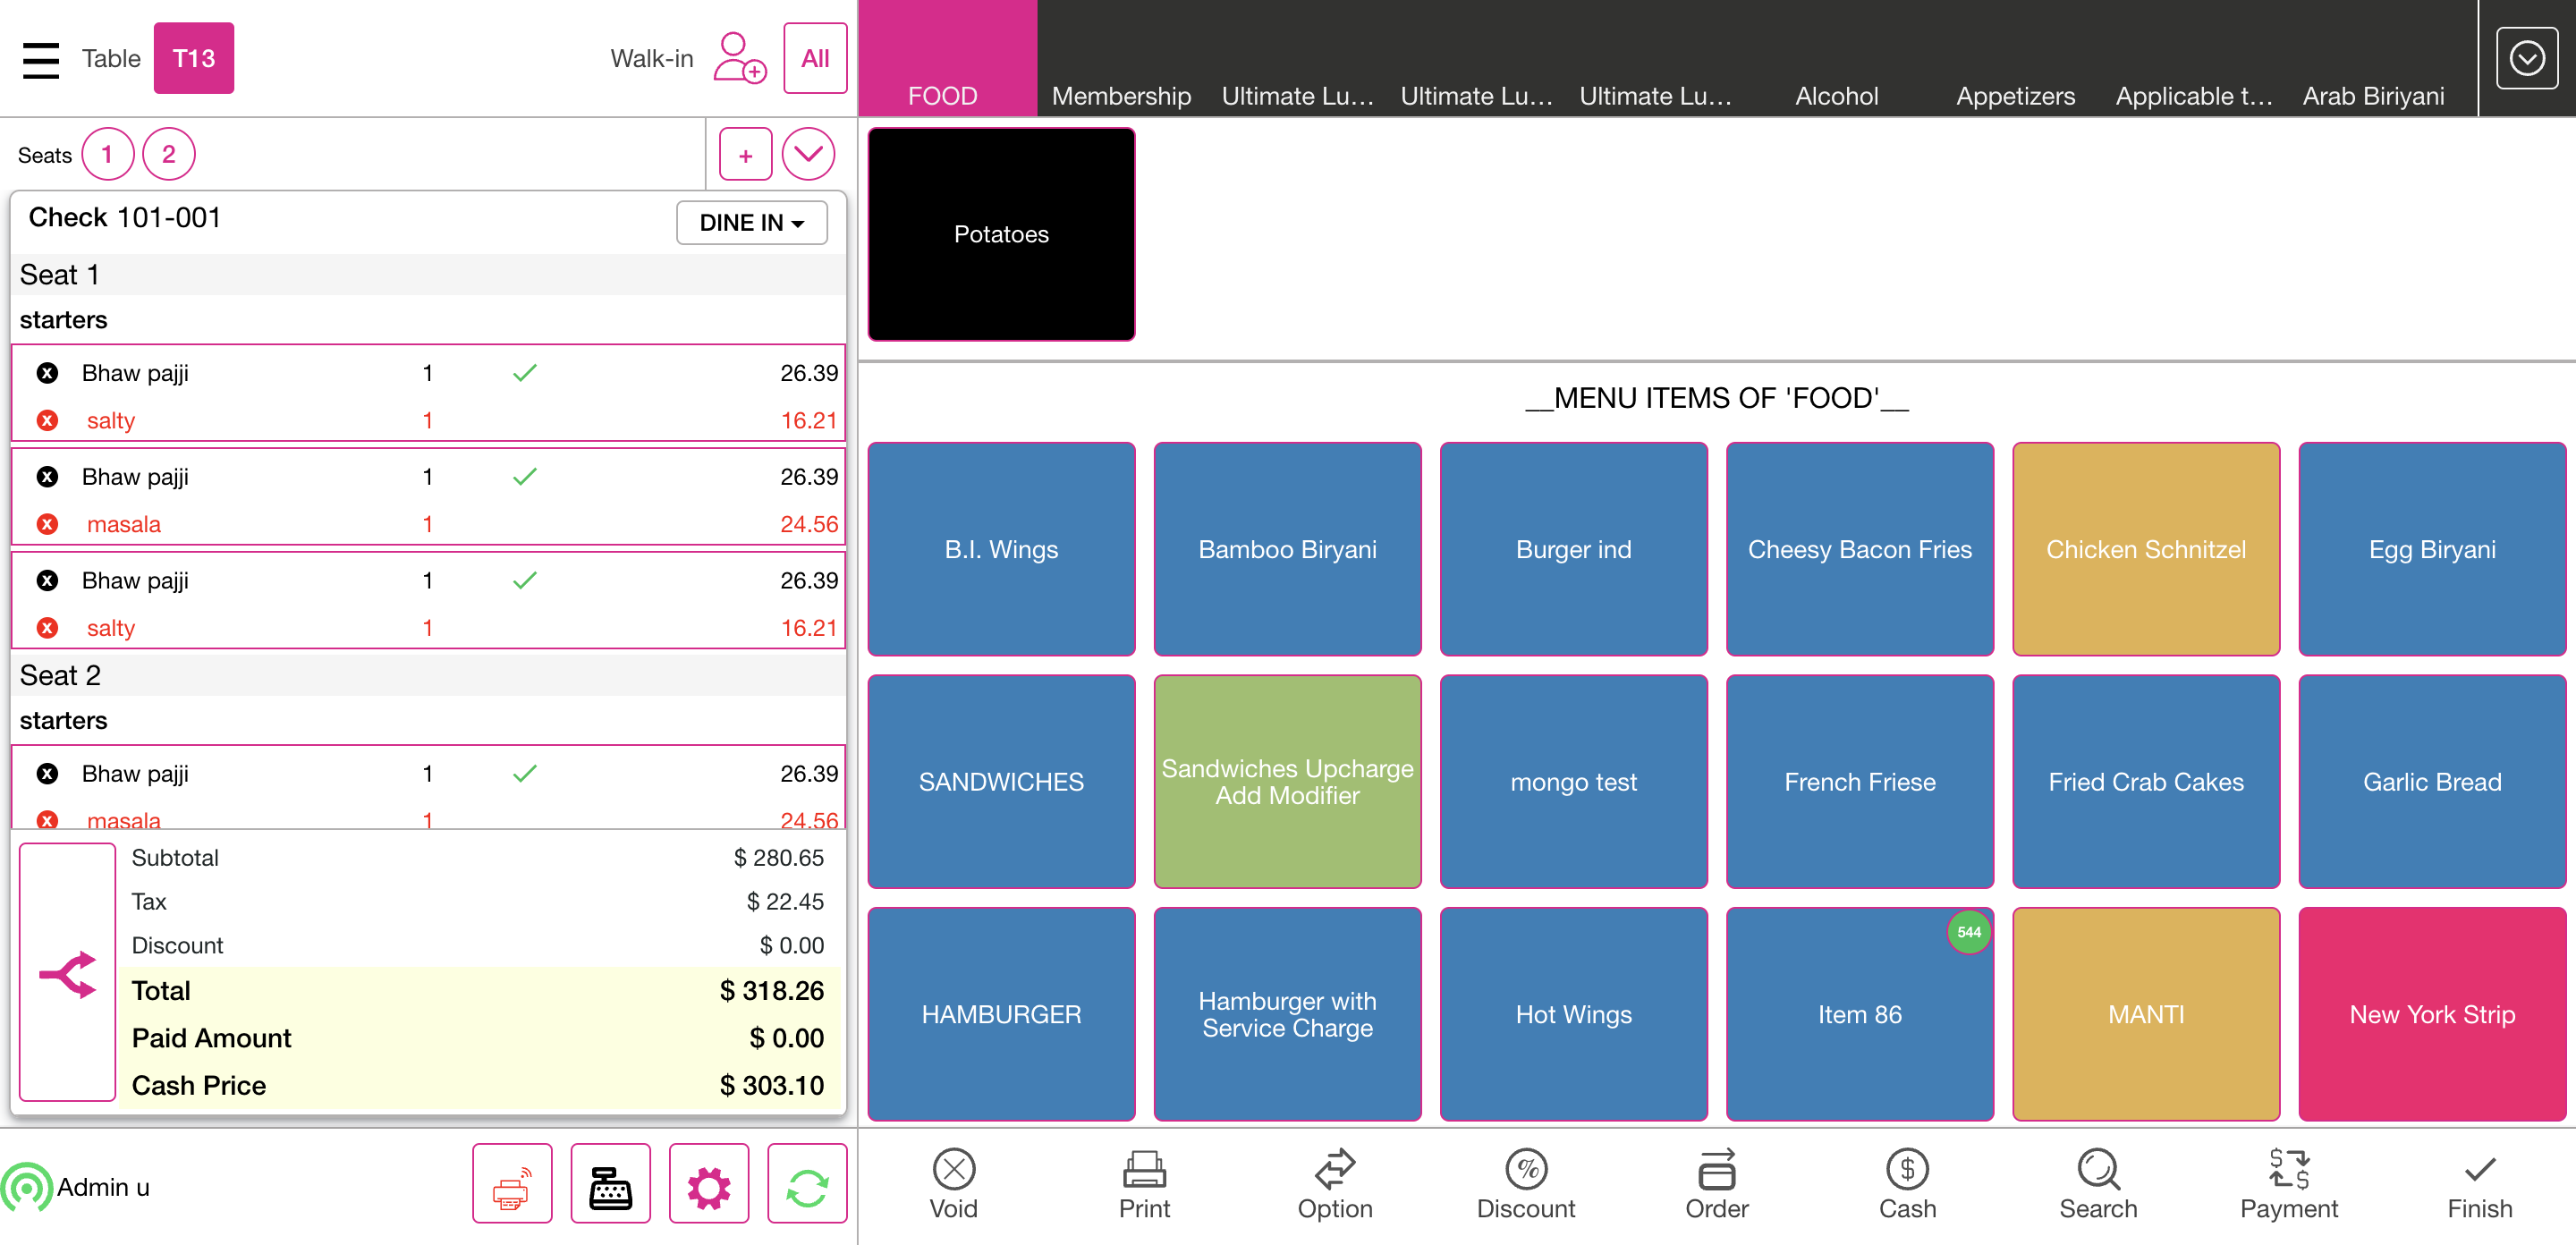 Table T13 Walk-in All
Seats 1 2 +
Check 101-001 DINE IN
Seat 1
starters
x Bhaw pajji 1 26.39
x salty 1 16.21
x Bhaw pajji 1 26.39
x masala 1 24.56
x Bhaw pajji 1 26.39
x salty 1 16.21
Seat 2
starters
x Bhaw pajji 1 26.39
x masala 1 24.56
Subtotal $ 280.65
Tax $ 22.45
Discount $ 0.00
Total $ 318.26
Paid Amount $ 0.00
Cash Price $ 303.10
Admin u
FOOD Membership Ultimate Lu... Ultimate Lu... Ultimate Lu... Alcohol Appetizers Applicable t... Arab Biriyani
Potatoes
__MENU ITEMS OF 'FOOD'__
B.I. Wings
Bamboo Biryani
Burger ind
Cheesy Bacon Fries
Chicken Schnitzel
Egg Biryani
SANDWICHES
Sandwiches Upcharge
Add Modifier
mongo test
French Friese
Fried Crab Cakes
Garlic Bread
HAMBURGER
Hamburger with
Service Charge
Hot Wings
544
Item 86
MANTI
New York Strip
Void Print Option Discount Order Cash Search Payment Finish